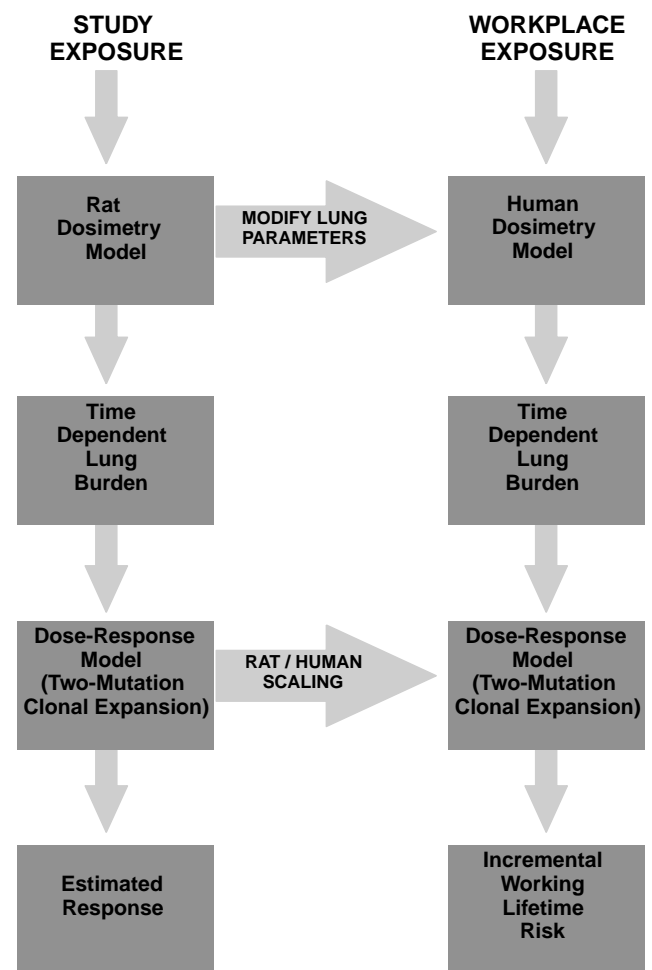 STUDY
EXPOSURE
WORKPLACE
EXPOSURE
Rat
Dosimetry
Model
MODIFY LUNG
PARAMETERS
Human
Dosimetry
Model
Time
Dependent
Lung
Burden
Time
Dependent
Lung
Burden
Dose-Response
Model
(Two-Mutation
Clonal Expansion)
RAT / HUMAN
SCALING
Dose-Response
Model
(Two-Mutation
Clonal Expansion)
Estimated
Response
Incremental
Working
Lifetime
Risk